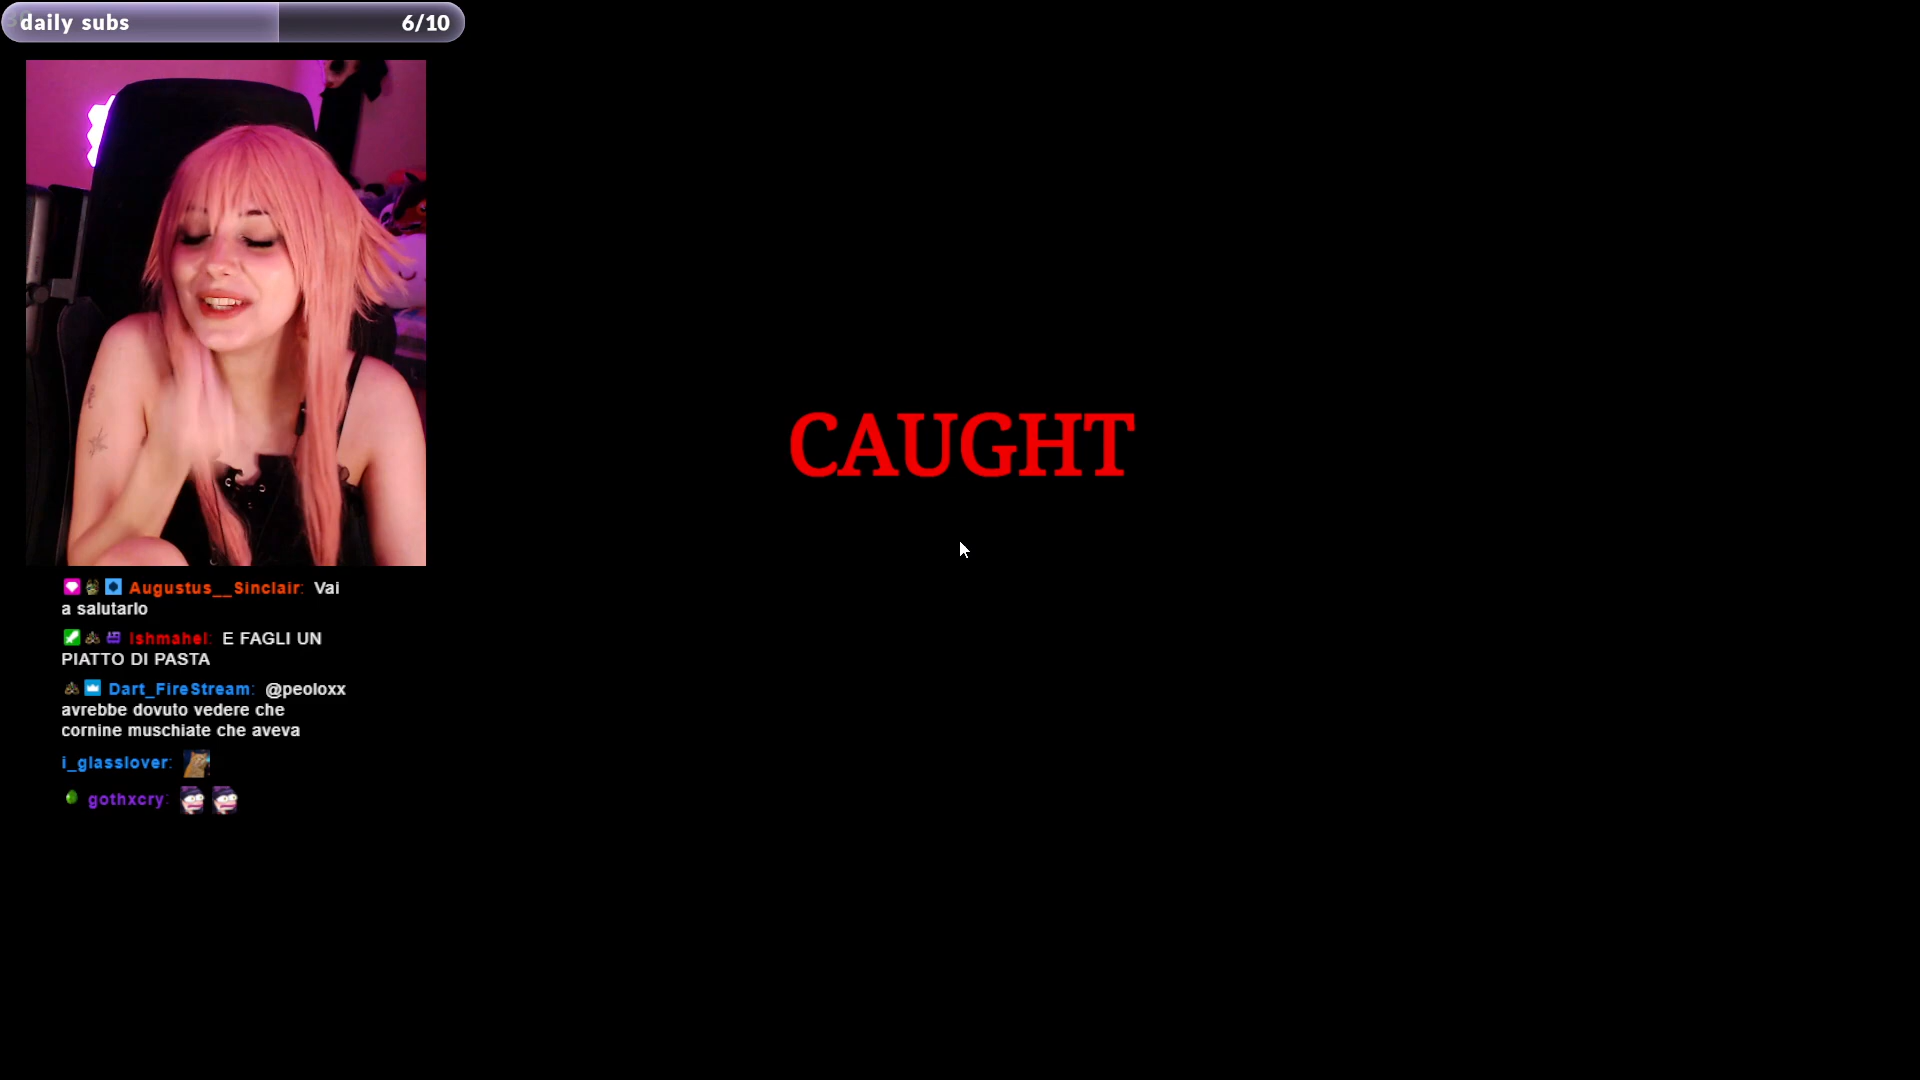 daily subs 6/10
CAUGHT
Augustus__Sinclair: Vai
a salutarlo
Ishmahel: E FAGLI UN
PIATTO DI PASTA
Dart_FireStream: @peoloxx
avrebbe dovuto vedere che
cornine muschiate che aveva
i_glasslover:
gothxcry: